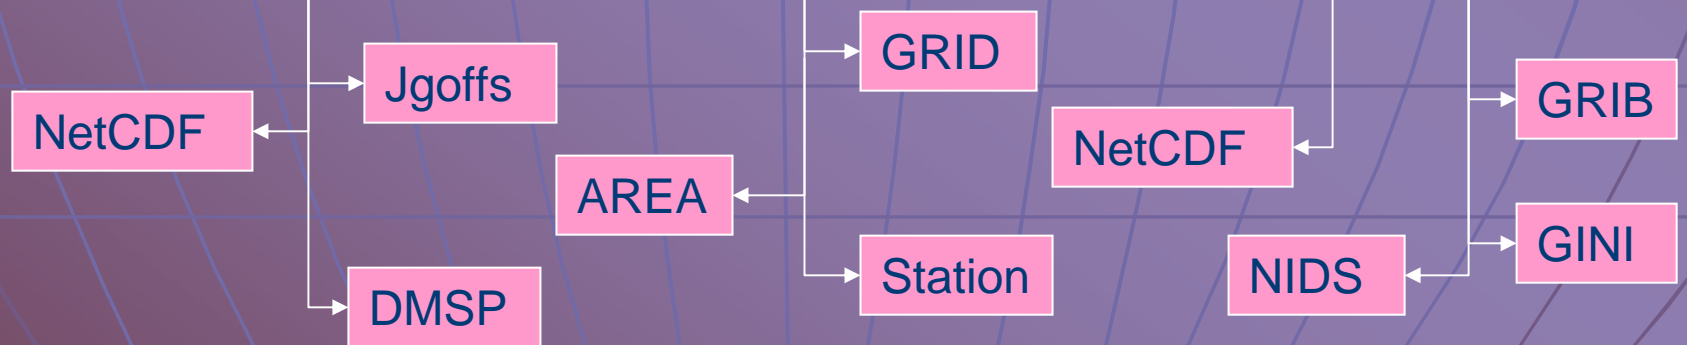 GRID
Jgoffs
GRIB
NetCDF
NetCDF
AREA
GINI
Station
NIDS
DMSP